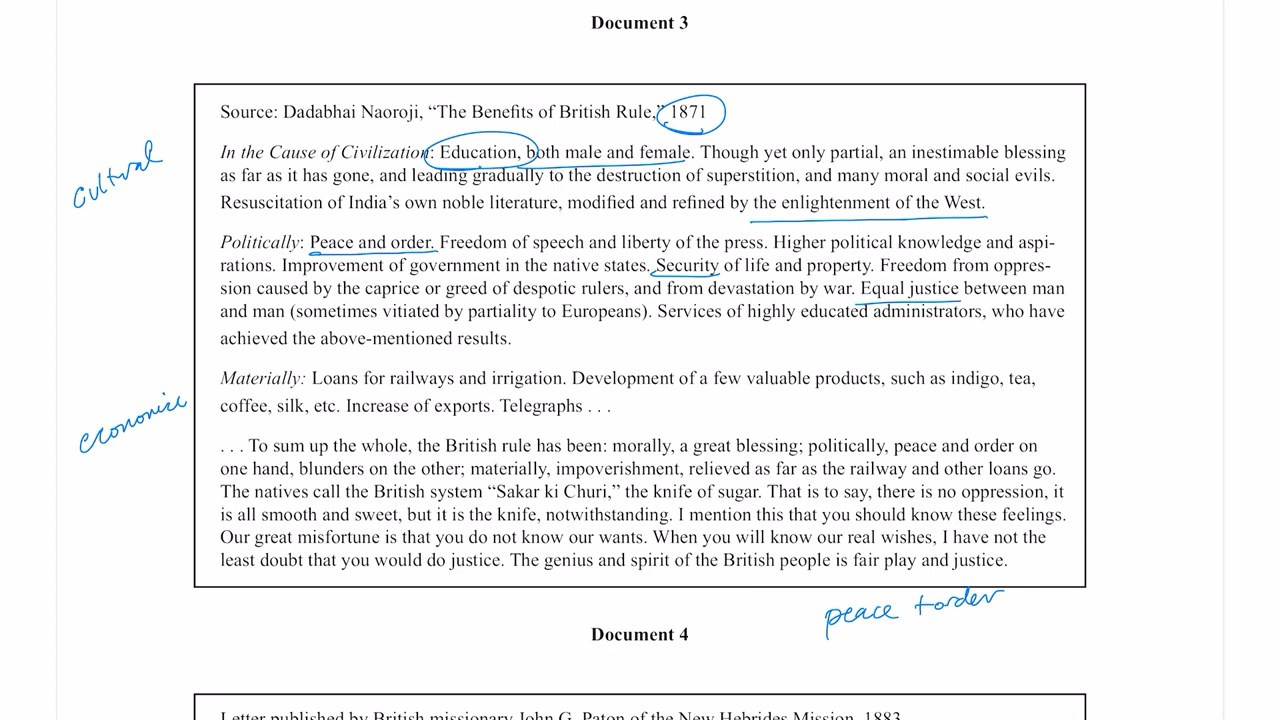 Document 3
Source: Dadabhai Naoroji, “The Benefits of British Rule,” 1871
cultural
In the Cause of Civilization: Education, both male and female. Though yet only partial, an inestimable blessing
as far as it has gone, and leading gradually to the destruction of superstition, and many moral and social evils.
Resuscitation of India’s own noble literature, modified and refined by the enlightenment of the West.
Politically: Peace and order. Freedom of speech and liberty of the press. Higher political knowledge and aspi-
rations. Improvement of government in the native states. Security of life and property. Freedom from oppres-
sion caused by the caprice or greed of despotic rulers, and from devastation by war. Equal justice between man
and man (sometimes vitiated by partiality to Europeans). Services of highly educated administrators, who have
achieved the above-mentioned results.
economic
Materially: Loans for railways and irrigation. Development of a few valuable products, such as indigo, tea,
coffee, silk, etc. Increase of exports. Telegraphs . . .
. . . To sum up the whole, the British rule has been: morally, a great blessing; politically, peace and order on
one hand, blunders on the other; materially, impoverishment, relieved as far as the railway and other loans go.
The natives call the British system “Sakar ki Churi,” the knife of sugar. That is to say, there is no oppression, it
is all smooth and sweet, but it is the knife, notwithstanding. I mention this that you should know these feelings.
Our great misfortune is that you do not know our wants. When you will know our real wishes, I have not the
least doubt that you would do justice. The genius and spirit of the British people is fair play and justice.
peace + order
Document 4
Letter published by British missionary John G. Paton of the New Hebrides Mission, 1883